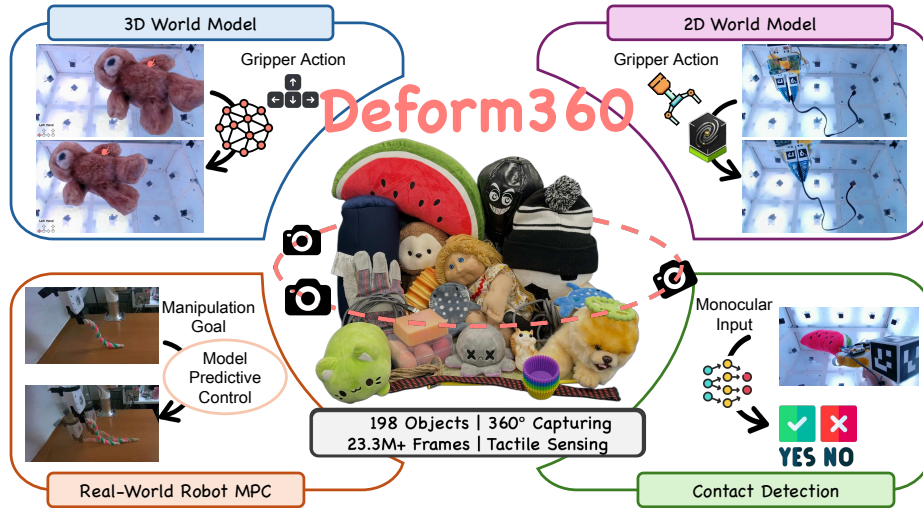 3D World Model
2D World Model
Gripper Action
Gripper Action
Deform360
Manipulation
Goal
Model
Predictive
Control
Monocular
Input
YES NO
198 Objects | 360° Capturing
23.3M+ Frames | Tactile Sensing
Real-World Robot MPC
Contact Detection